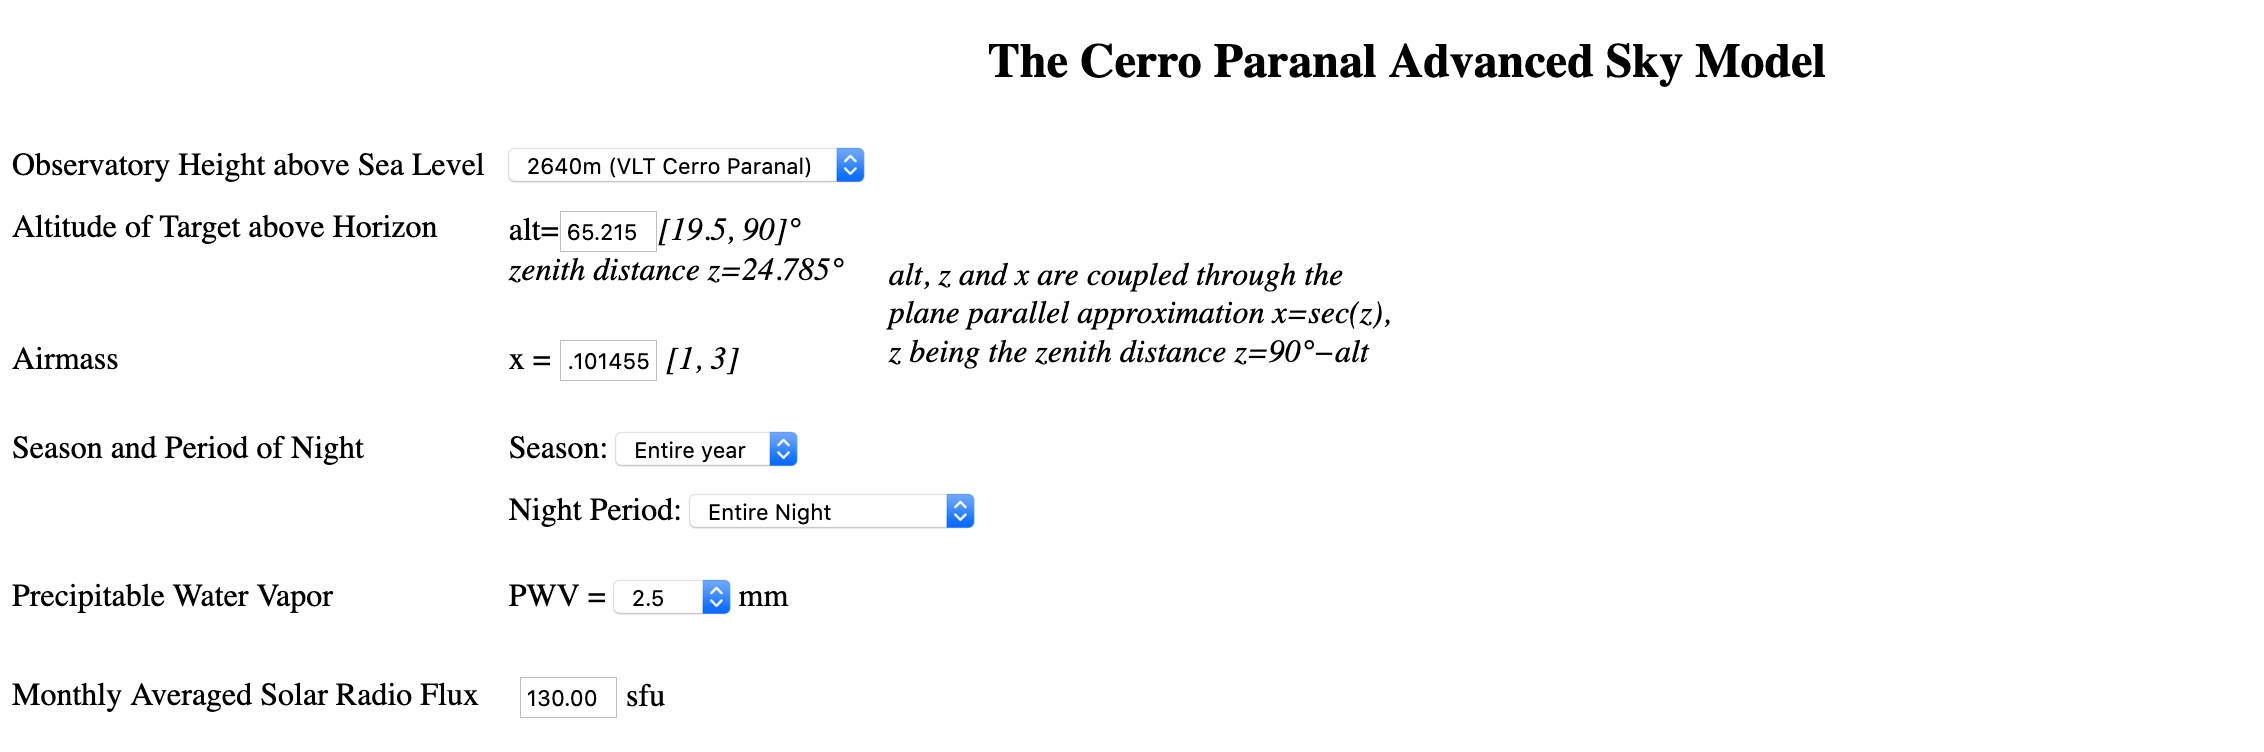 The Cerro Paranal Advanced Sky Model
Observatory Height above Sea Level 2640m (VLT Cerro Paranal)
Altitude of Target above Horizon alt= 65.215 [19.5, 90]°
zenith distance z=24.785°
alt, z and x are coupled through the
plane parallel approximation x=sec(z),
z being the zenith distance z=90°−alt
Airmass x = .101455 [1, 3]
Season and Period of Night Season: Entire year
Night Period: Entire Night
Precipitable Water Vapor PWV = 2.5 mm
Monthly Averaged Solar Radio Flux 130.00 sfu